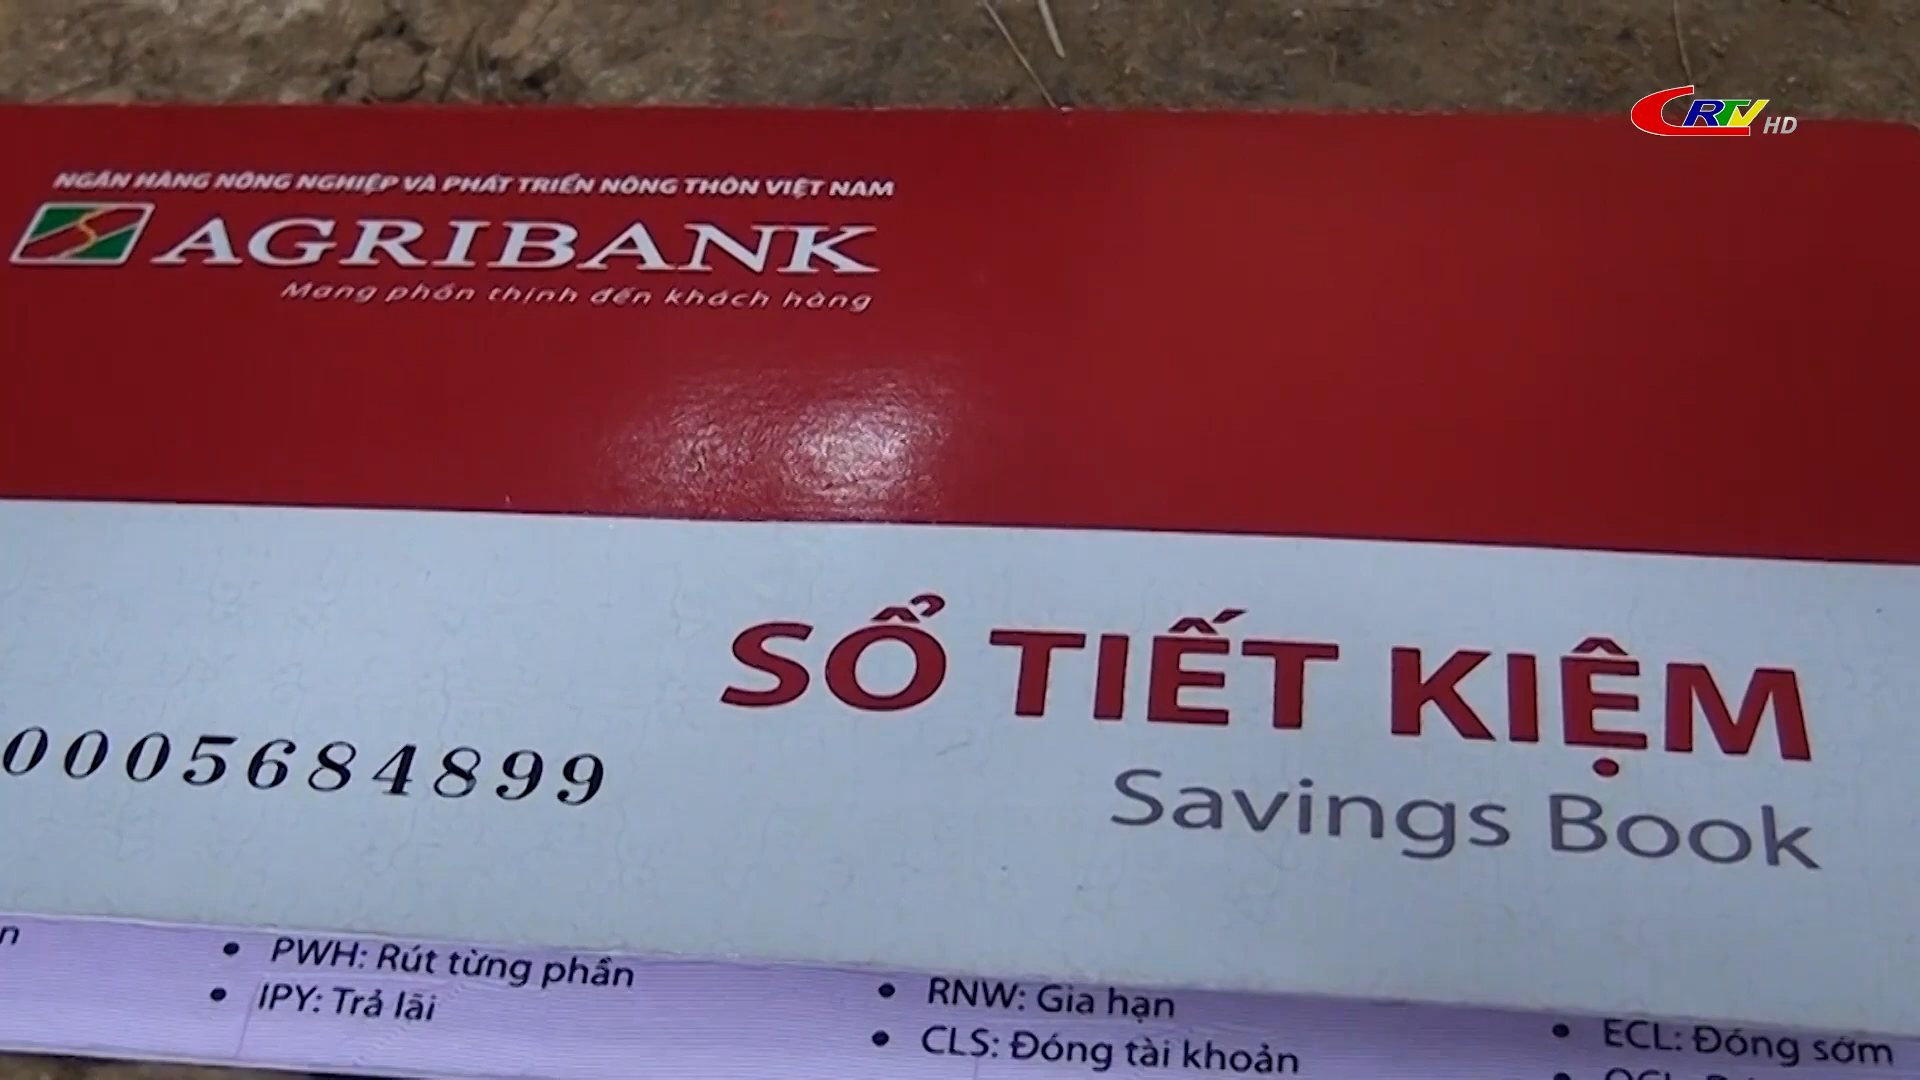 CRTV HD
NGÂN HÀNG NÔNG NGHIỆP VÀ PHÁT TRIỂN NÔNG THÔN VIỆT NAM
AGRIBANK
Mang phồn thịnh đến khách hàng
SỔ TIẾT KIỆM
Savings Book
0005684899
• PWH: Rút từng phần
• IPY: Trả lãi
• RNW: Gia hạn
• CLS: Đóng tài khoản
• ECL: Đóng sớm